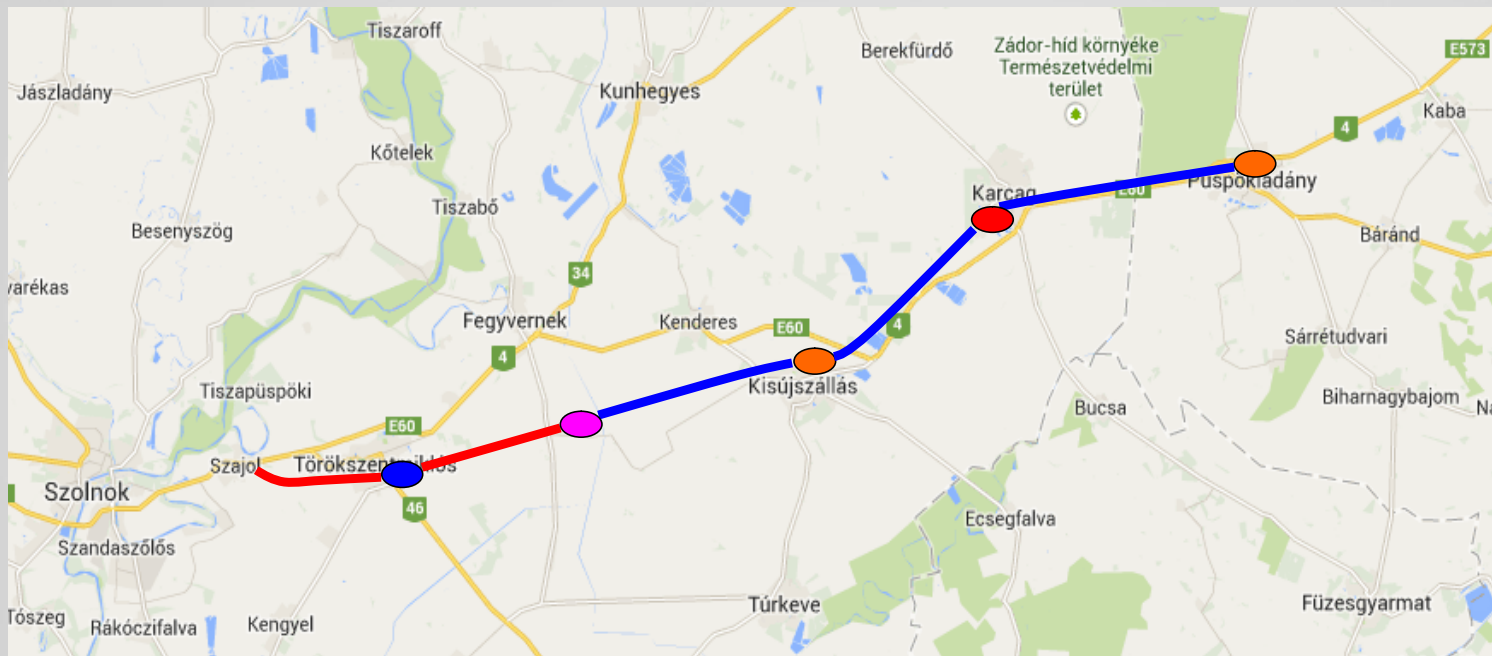 Tiszaroff
Berekfürdő
Zádor-híd környéke
Természetvédelmi
terület
E573
Jászladány
Kunhegyes
Kaba
4
Kőtelek
Karcag
E60
Püspökladány
Tiszabő
Besenyszög
Báránd
34
Fegyvernek
Kenderes
E60
4
Sárrétudvari
4
Tiszapüspöki
Kisújszállás
Biharnagybajom
Bucsa
E60
Szajol
Törökszentmiklós
Szolnok
46
Ecsegfalva
Szandaszőlős
Túrkeve
Füzesgyarmat
Tószeg
Rákóczifalva
Kengyel